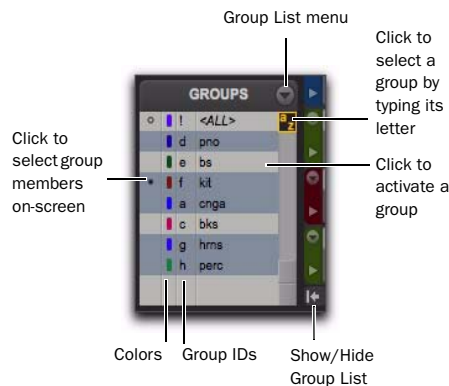 Group List menu
Click to
select a
group by
typing its
letter
GROUPS
a
z
! <ALL>
d pno
e bs
f kit
a cnga
c bks
g hrns
h perc
Click to
select group
members
on-screen
Click to
activate a
group
Colors
Group IDs
Show/Hide
Group List